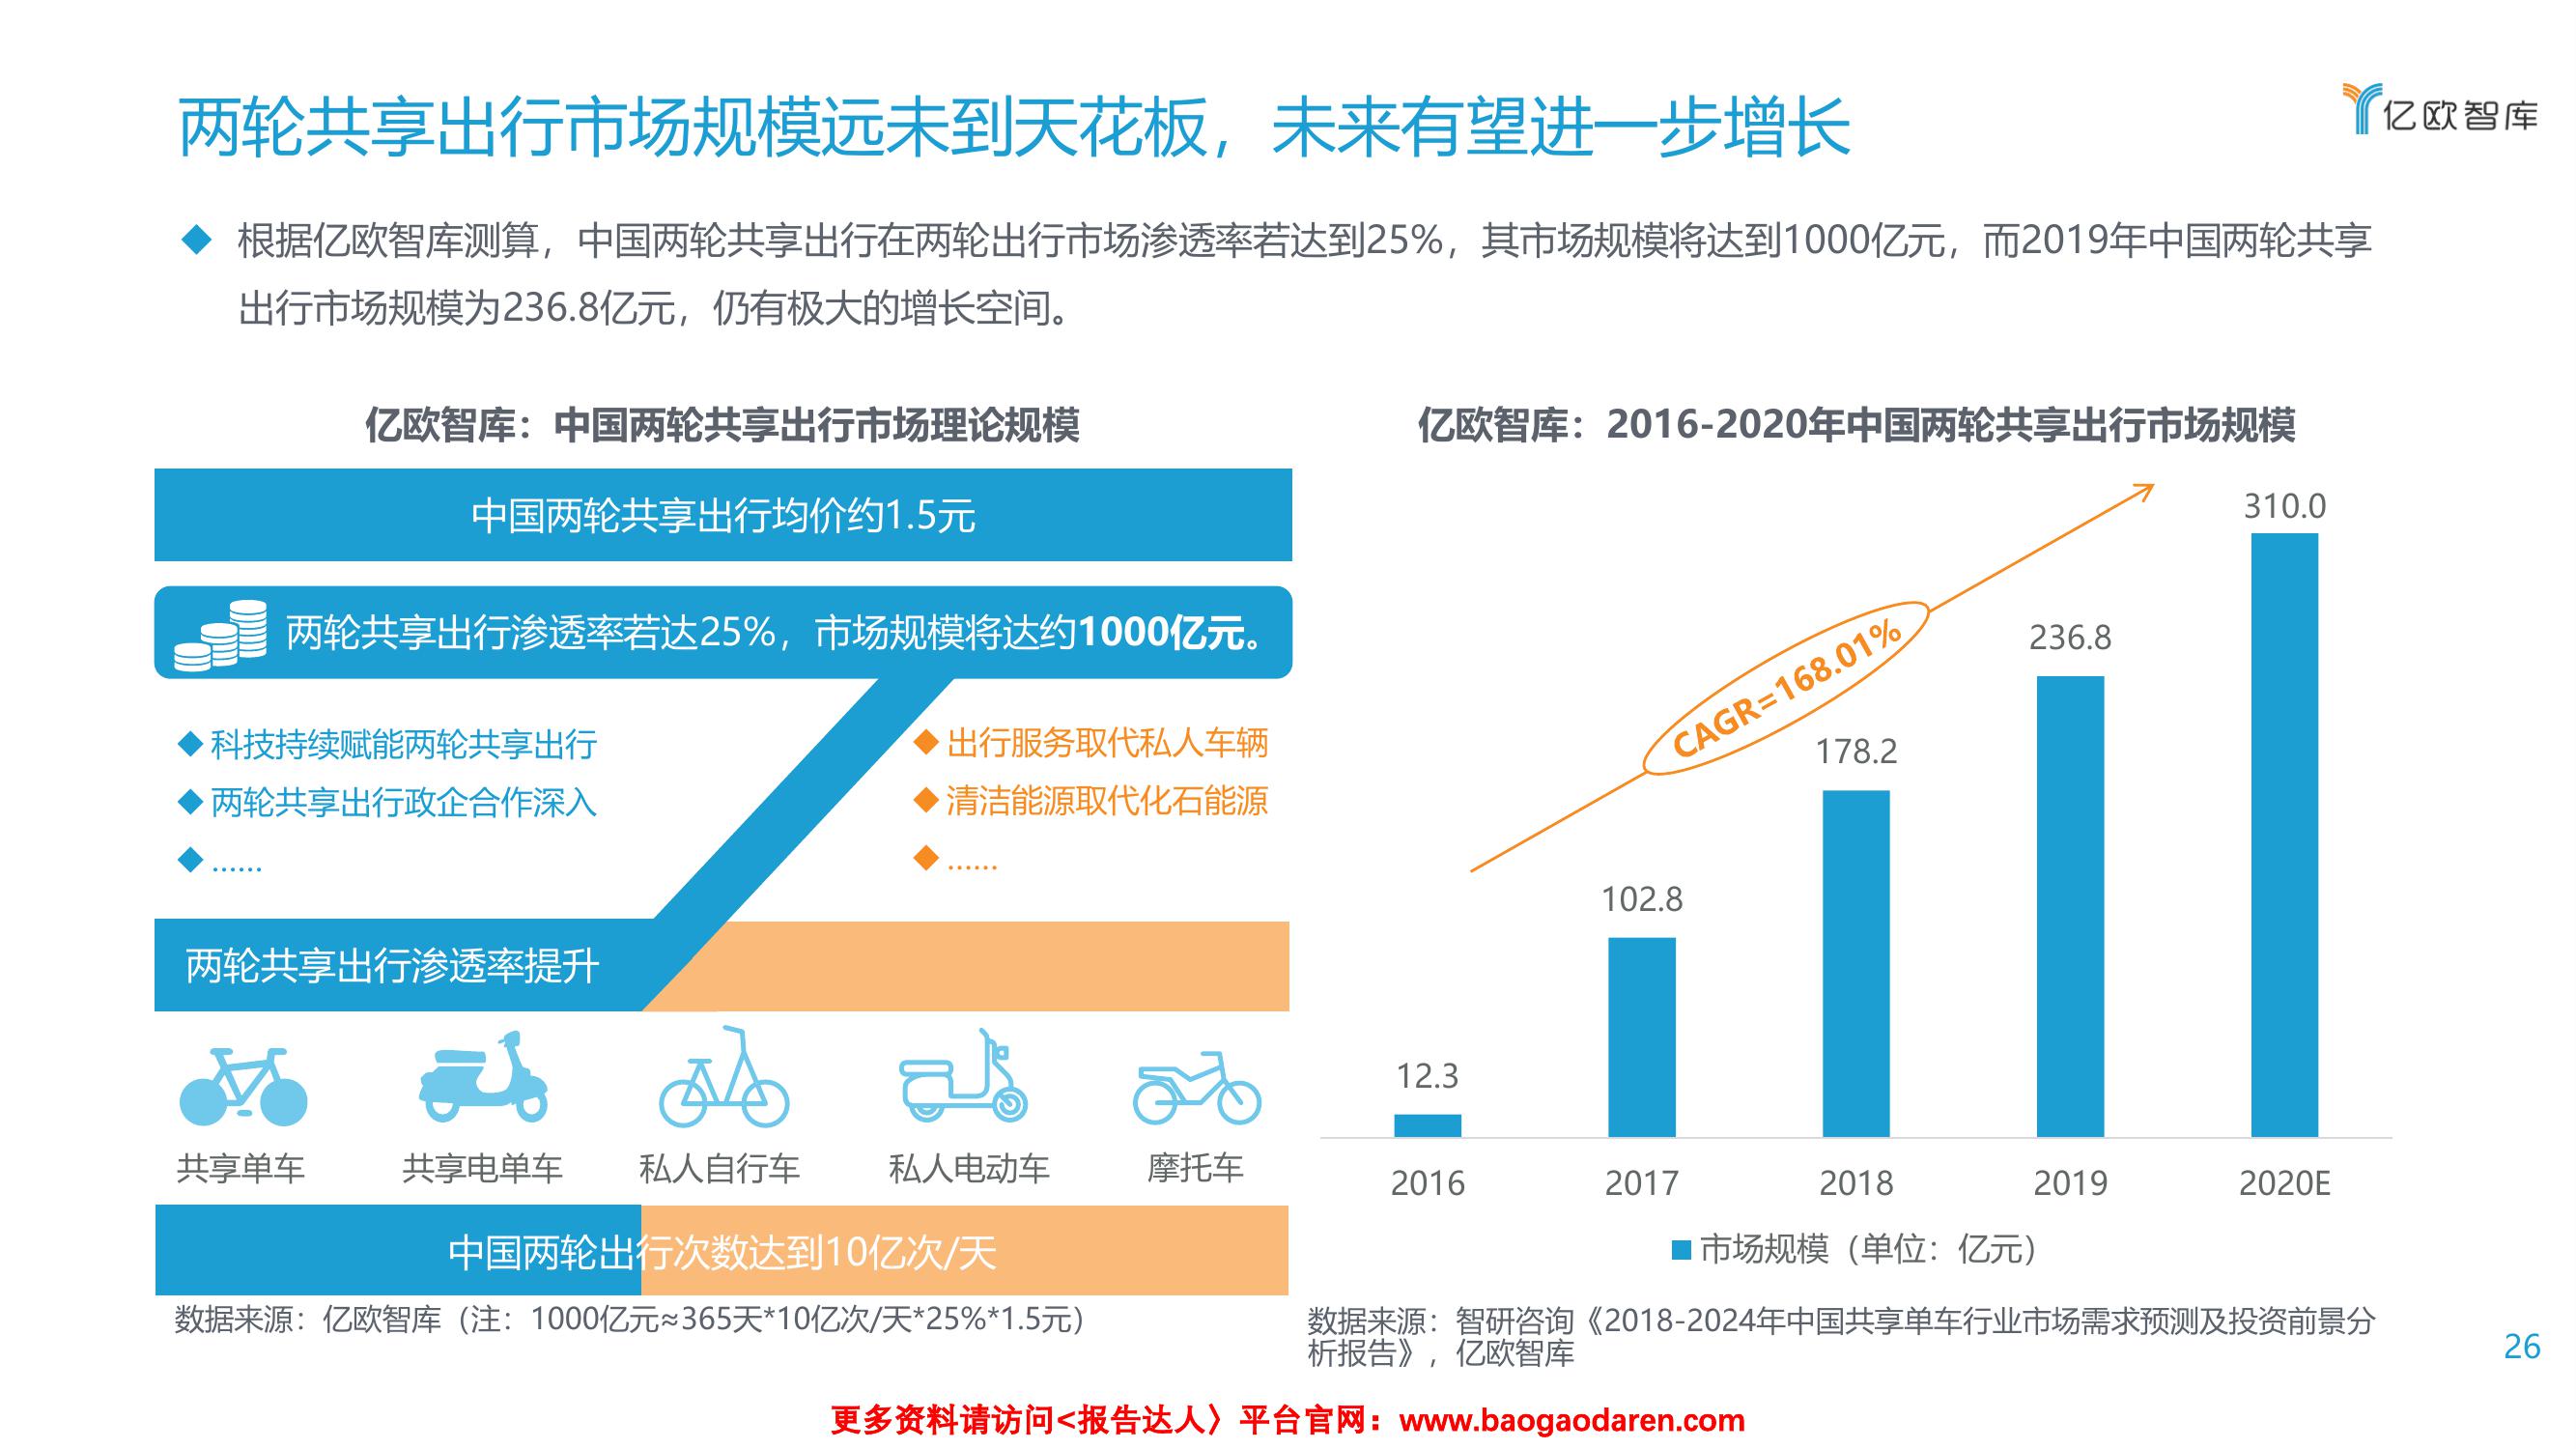 两轮共享出行市场规模远未到天花板，未来有望进一步增长
亿欧智库
◆ 根据亿欧智库测算，中国两轮共享出行在两轮出行市场渗透率若达到25%，其市场规模将达到1000亿元，而2019年中国两轮共享
出行市场规模为236.8亿元，仍有极大的增长空间。
亿欧智库：中国两轮共享出行市场理论规模
中国两轮共享出行均价约1.5元
两轮共享出行渗透率若达25%，市场规模将达约1000亿元。
◆ 科技持续赋能两轮共享出行
◆ 两轮共享出行政企合作深入
◆ ......
◆ 出行服务取代私人车辆
◆ 清洁能源取代化石能源
◆ ......
两轮共享出行渗透率提升
共享单车
共享电单车
私人自行车
私人电动车
摩托车
中国两轮出行次数达到10亿次/天
数据来源：亿欧智库（注：1000亿元≈365天*10亿次/天*25%*1.5元）
亿欧智库：2016-2020年中国两轮共享出行市场规模
310.0
236.8
CAGR=168.01%
178.2
102.8
12.3
2016
2017
2018
2019
2020E
市场规模（单位：亿元）
数据来源：智研咨询《2018-2024年中国共享单车行业市场需求预测及投资前景分
析报告》，亿欧智库
26
更多资料请访问<报告达人〉平台官网：www.baogaodaren.com